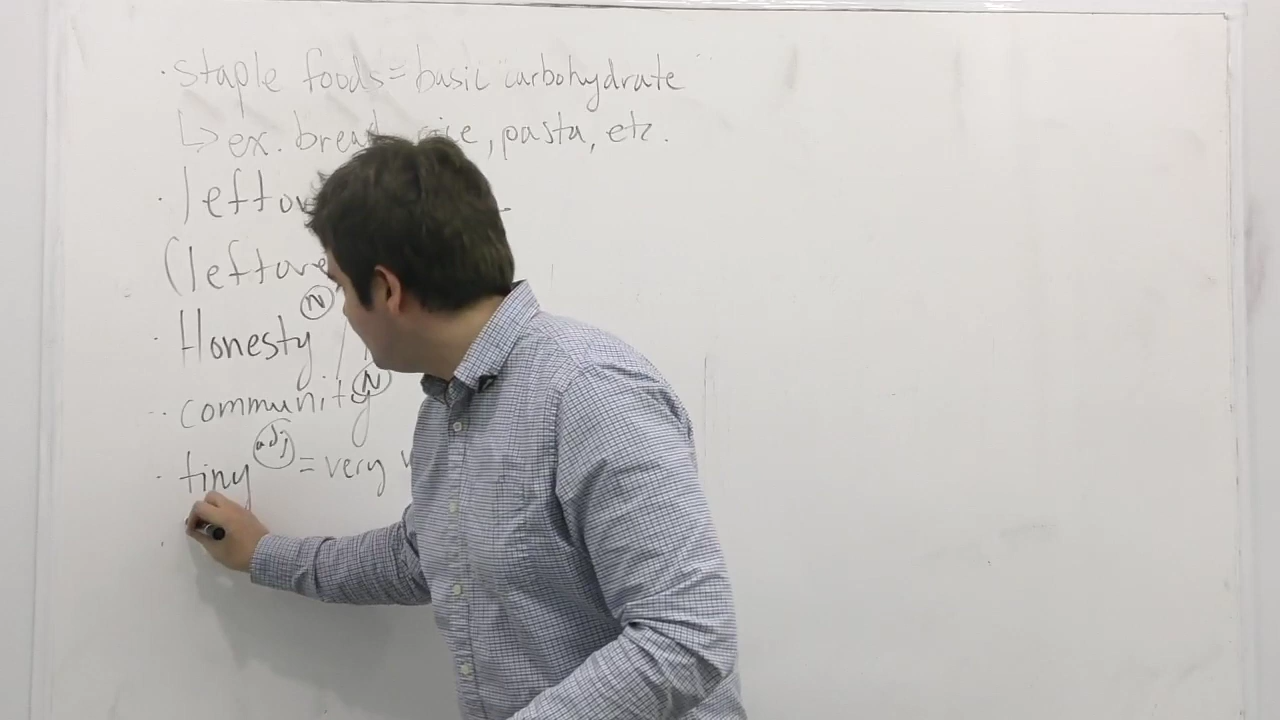 · staple foods = basic "carbohydrate"
↳ ex. bread, rice, pasta, etc.
· leftov
(leftove
· Honesty (N)
· community (N)
· tiny (adj) = very
·